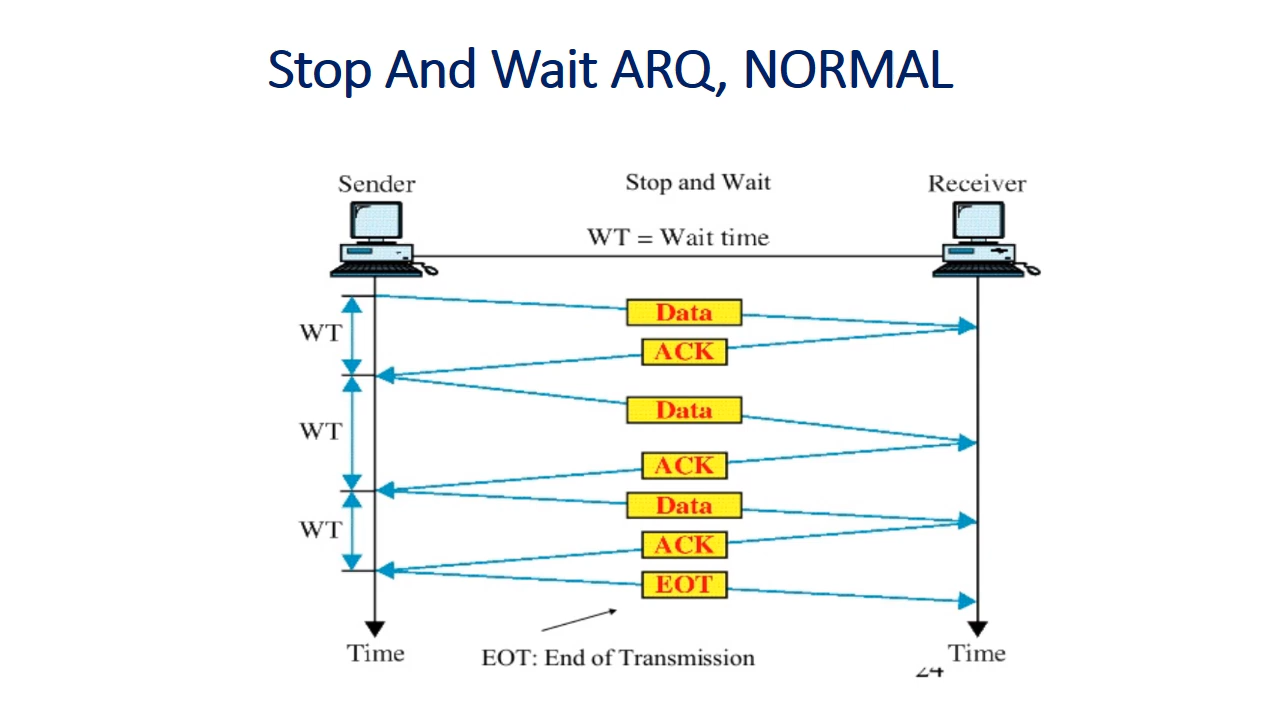 Stop And Wait ARQ, NORMAL
Sender
Stop and Wait
Receiver
WT = Wait time
Data
WT
ACK
Data
WT
ACK
Data
WT
ACK
EOT
Time
EOT: End of Transmission
Time
24